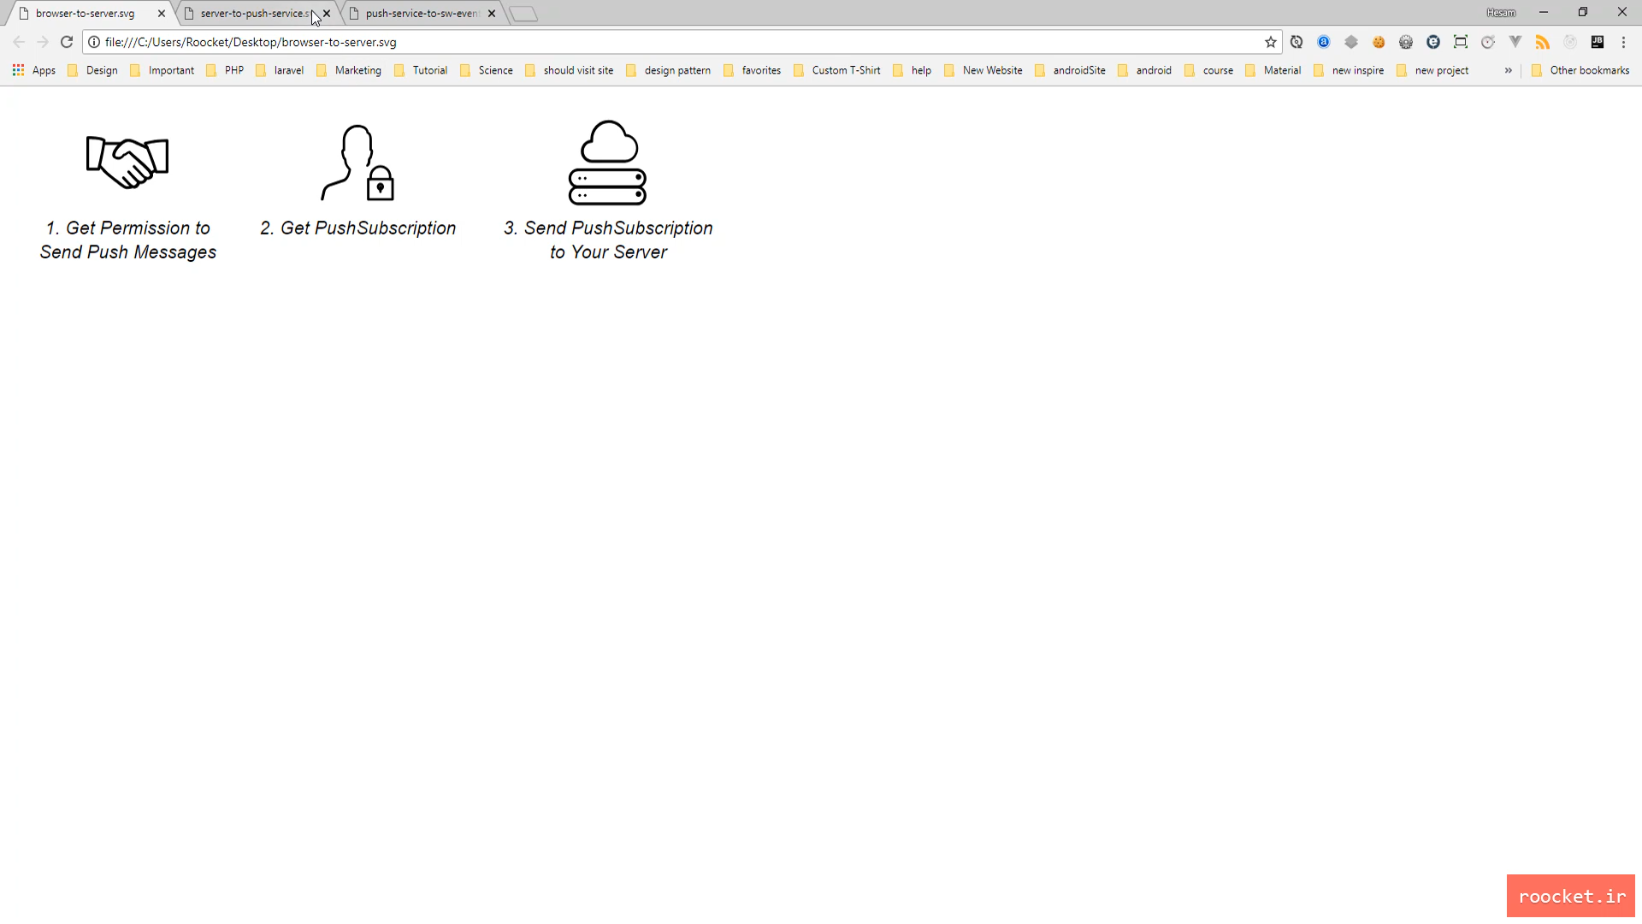 browser-to-server.svg
server-to-push-service.s
push-service-to-sw-even
Hesam
file:///C:/Users/Roocket/Desktop/browser-to-server.svg
Apps Design Important PHP laravel Marketing Tutorial Science should visit site design pattern favorites Custom T-Shirt help New Website androidSite android course Material new inspire new project » Other bookmarks
1. Get Permission to
Send Push Messages
2. Get PushSubscription
3. Send PushSubscription
to Your Server
roocket.ir